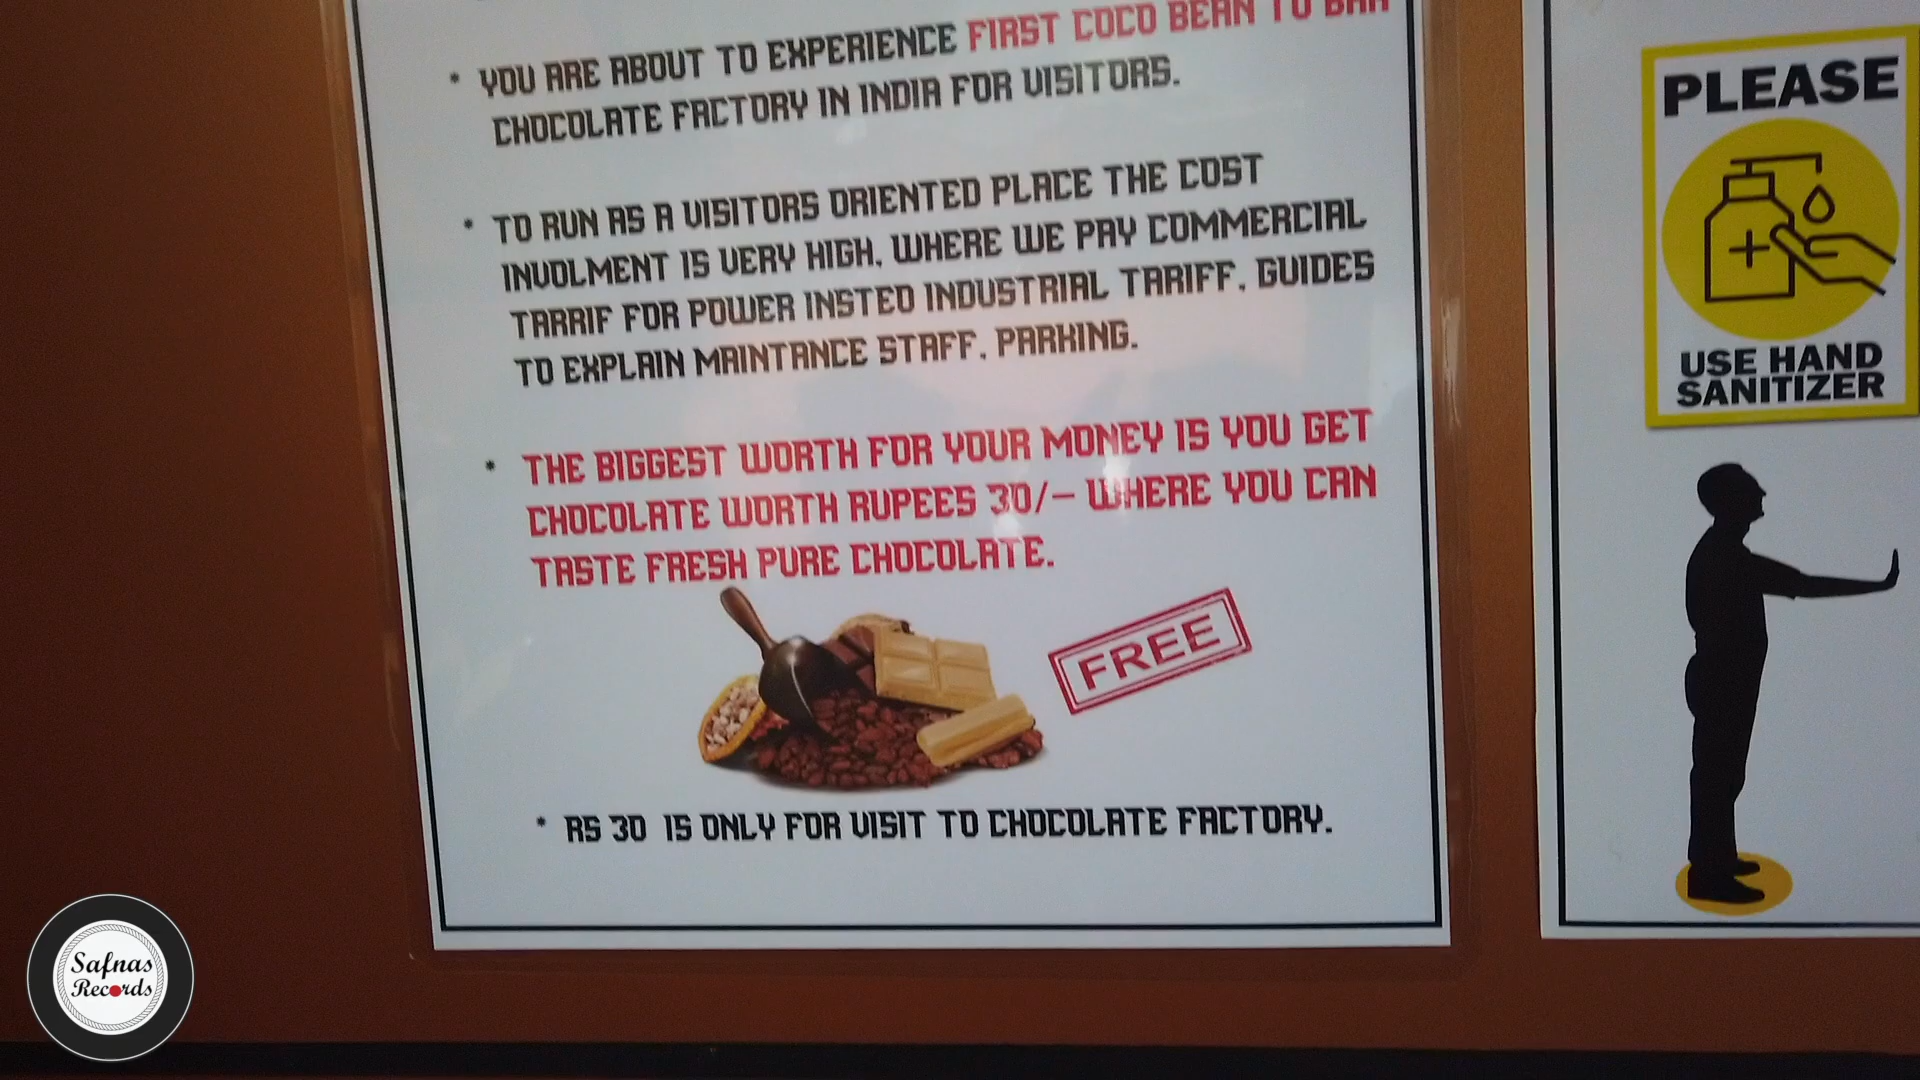 * YOU ARE ABOUT TO EXPERIENCE FIRST COCO BEAN TO BAR
CHOCOLATE FACTORY IN INDIA FOR VISITORS.
* TO RUN AS A VISITORS ORIENTED PLACE THE COST
INVOLMENT IS VERY HIGH, WHERE WE PAY COMMERCIAL
TARRIF FOR POWER INSTED INDUSTRIAL TARIFF, GUIDES
TO EXPLAIN MAINTANCE STAFF, PARKING.
* THE BIGGEST WORTH FOR YOUR MONEY IS YOU GET
CHOCOLATE WORTH RUPEES 30/– WHERE YOU CAN
TASTE FRESH PURE CHOCOLATE.
FREE
* RS 30 IS ONLY FOR VISIT TO CHOCOLATE FACTORY.
PLEASE
USE HAND
SANITIZER
Safnas
Records